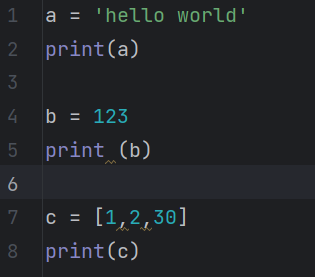 1 a = 'hello world'
2 print(a)
3
4 b = 123
5 print (b)
6
7 c = [1,2,30]
8 print(c)